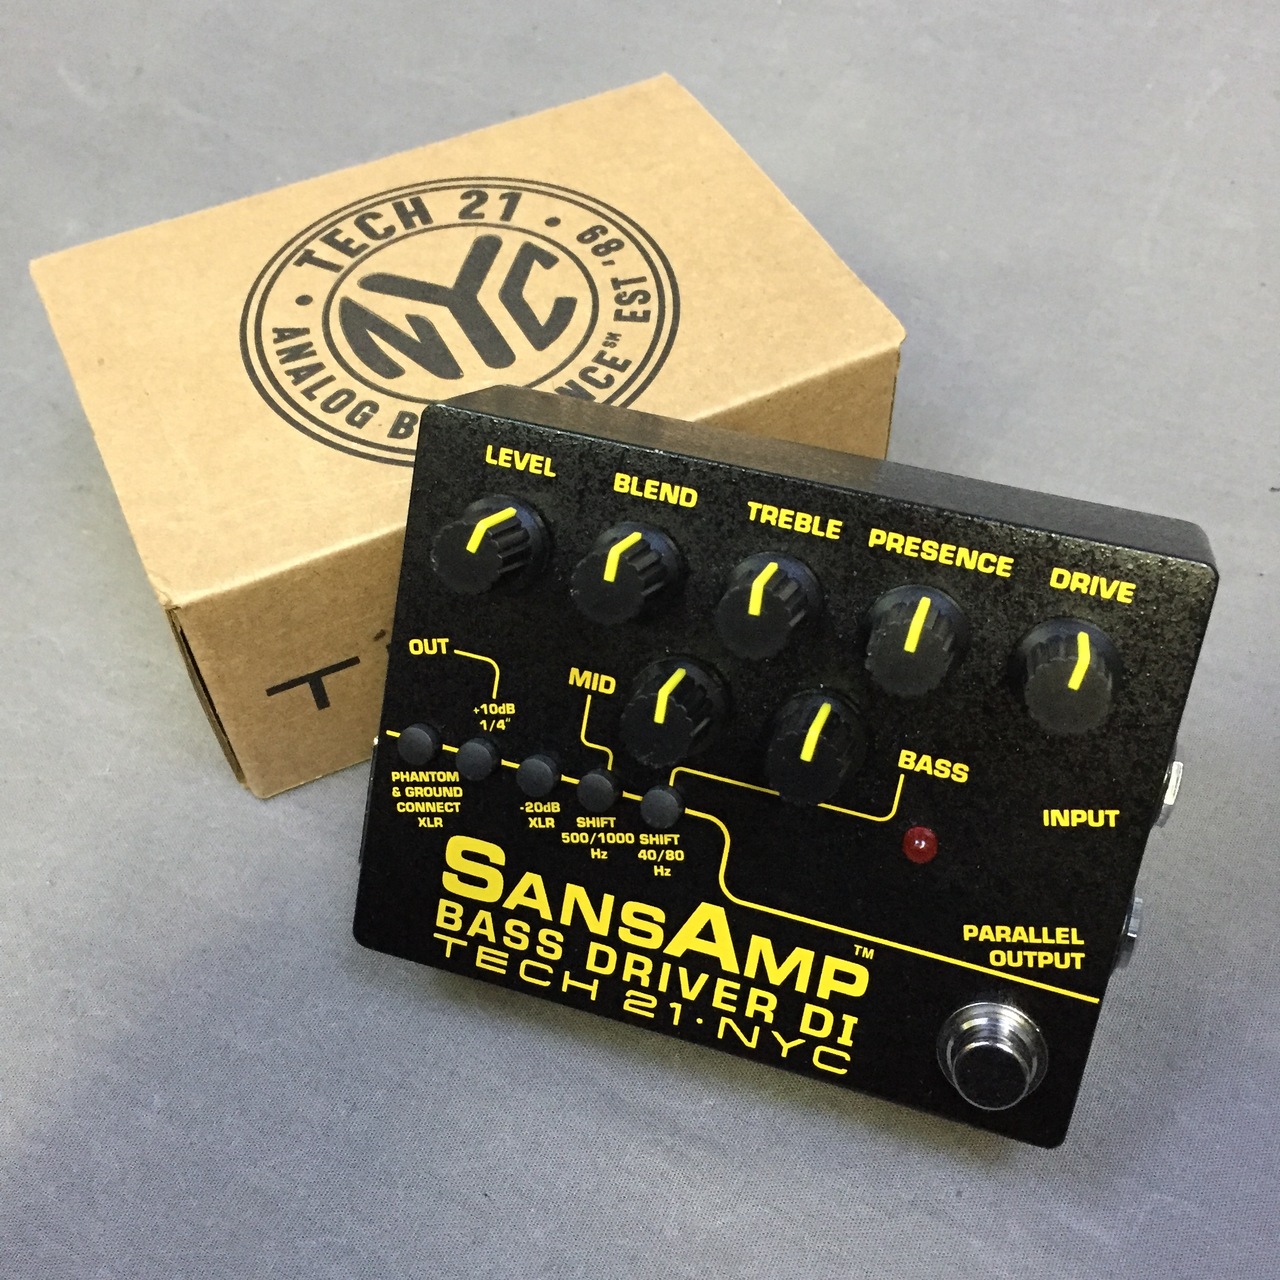 TECH 21 • '89, EST
NYC
ANALOG
LEVEL
BLEND
TREBLE
PRESENCE
DRIVE
OUT
+10dB
1/4"
MID
BASS
PHANTOM
& GROUND
CONNECT
XLR
-20dB
XLR
SHIFT
500/1000
Hz
SHIFT
40/80
Hz
INPUT
PARALLEL
OUTPUT
SANSAMP™
BASS DRIVER DI
TECH 21·NYC